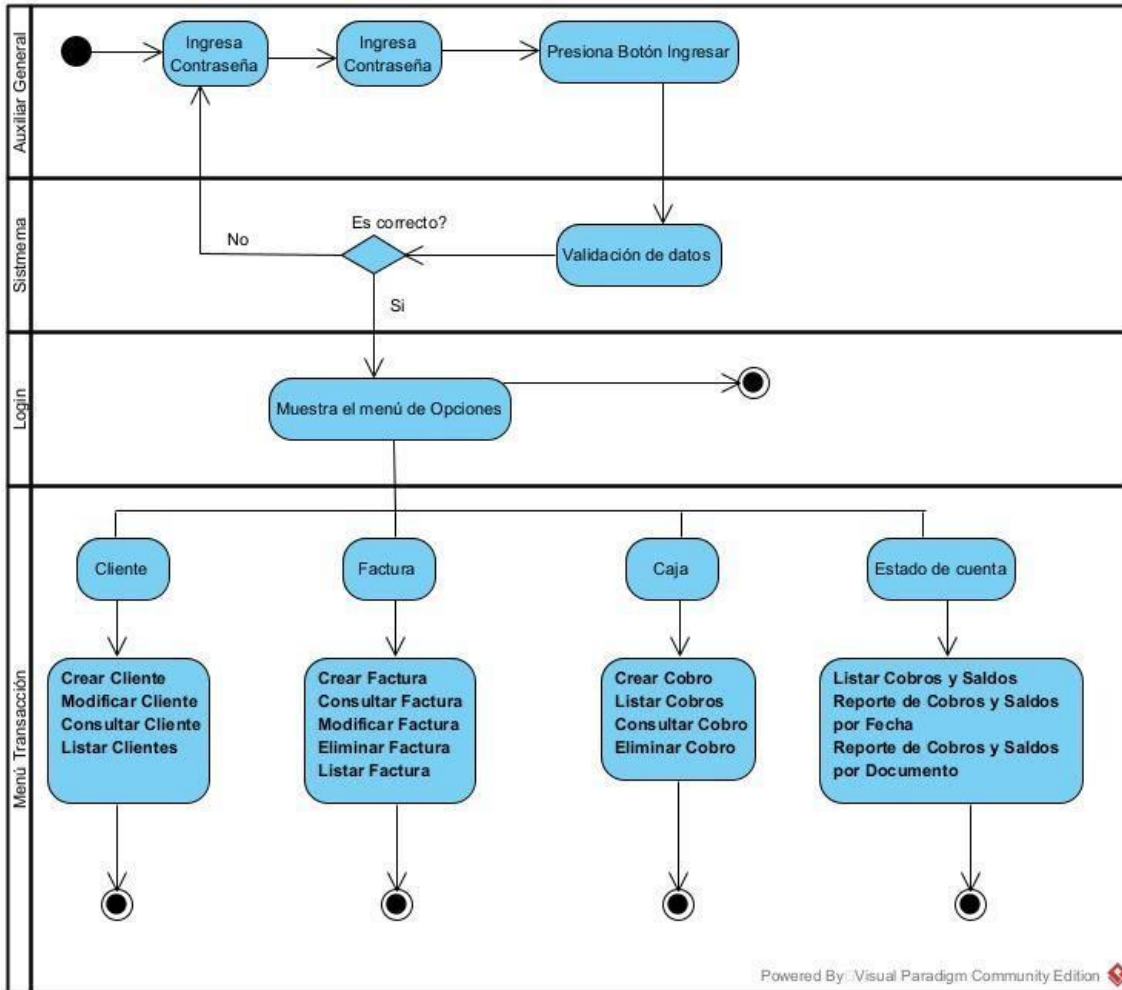 Auxiliar General
Ingresa
Contraseña
Ingresa
Contraseña
Presiona Botón Ingresar
Sistmema
Es correcto?
No
Validación de datos
Si
Login
Muestra el menú de Opciones
Menú Transacción
Cliente
Factura
Caja
Estado de cuenta
Crear Cliente
Modificar Cliente
Consultar Cliente
Listar Clientes
Crear Factura
Consultar Factura
Modificar Factura
Eliminar Factura
Listar Factura
Crear Cobro
Listar Cobros
Consultar Cobro
Eliminar Cobro
Listar Cobros y Saldos
Reporte de Cobros y Saldos
por Fecha
Reporte de Cobros y Saldos
por Documento
Powered By Visual Paradigm Community Edition